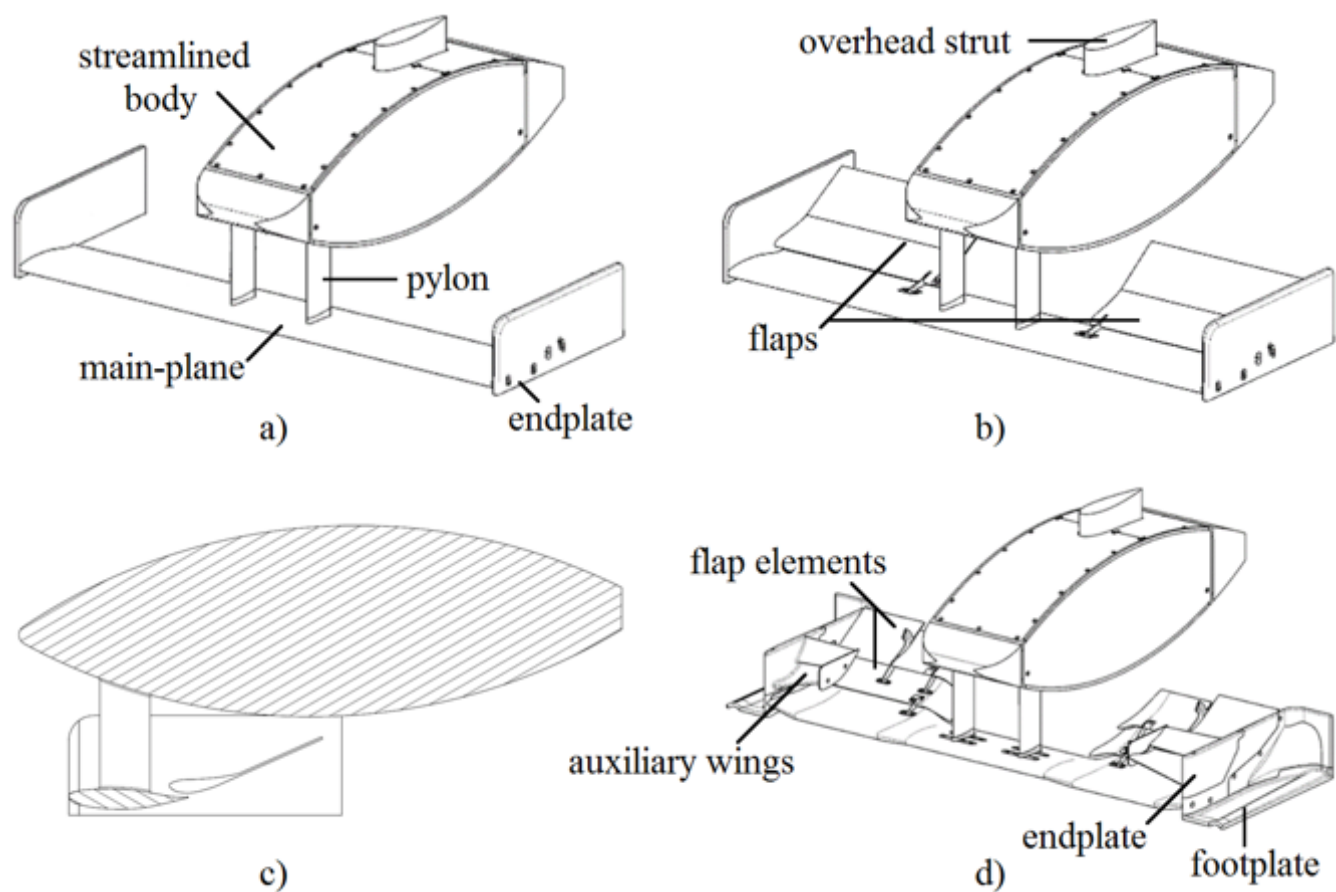 streamlined
body
pylon
main-plane
endplate
a)
overhead strut
flaps
b)
c)
flap elements
auxiliary wings
endplate
footplate
d)